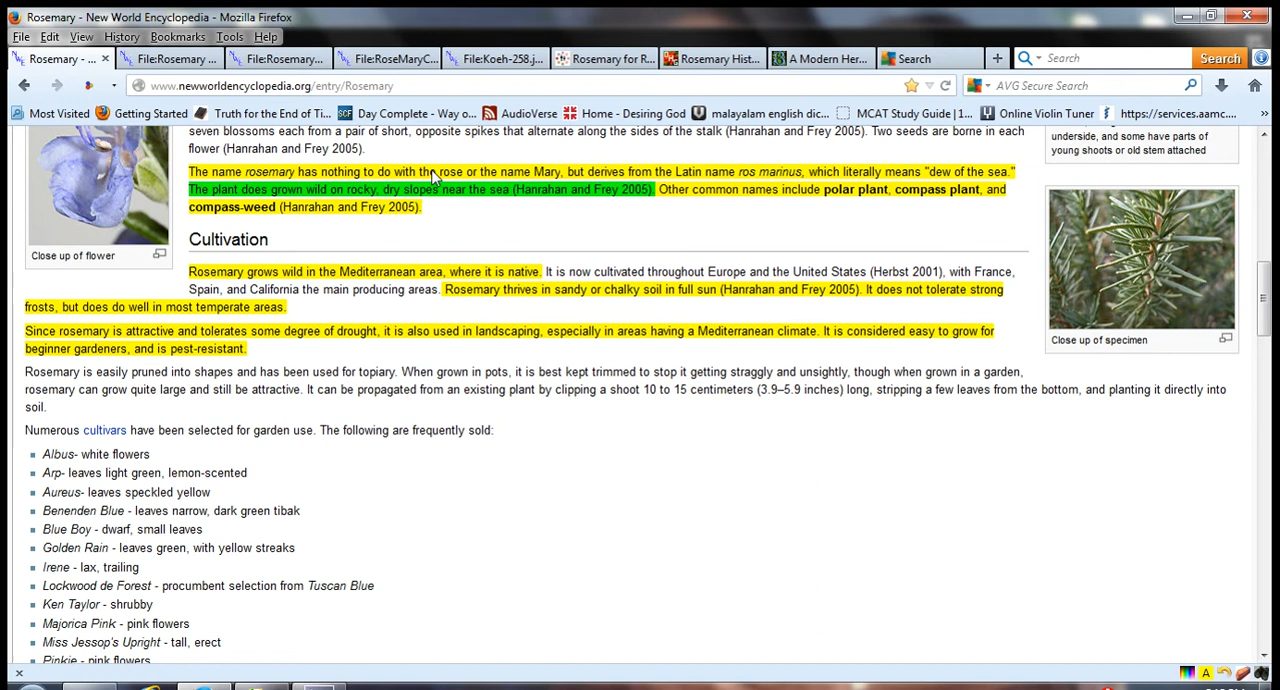 Rosemary - New World Encyclopedia - Mozilla Firefox
File Edit View History Bookmarks Tools Help
Rosemary - ... × File:Rosemary ... File:Rosemary... File:RoseMaryC... File:Koeh-258.j... Rosemary for R... Rosemary Hist... A Modern Her... Search + Search Search
www.newworldencyclopedia.org/entry/Rosemary AVG Secure Search
Most Visited Getting Started Truth for the End of Ti... SCF Day Complete - Way o... AudioVerse Home - Desiring God malayalam english dic... MCAT Study Guide | 1... Online Violin Tuner https://services.aamc.... »
seven blossoms each from a pair of short, opposite spikes that alternate along the sides of the stalk (Hanrahan and Frey 2005). Two seeds are borne in each
flower (Hanrahan and Frey 2005).
underside, and some have parts of
young shoots or old stem attached
The name rosemary has nothing to do with the rose or the name Mary, but derives from the Latin name ros marinus, which literally means "dew of the sea."
The plant does grown wild on rocky, dry slopes near the sea (Hanrahan and Frey 2005). Other common names include polar plant, compass plant, and
compass-weed (Hanrahan and Frey 2005).
Close up of flower
Cultivation
Rosemary grows wild in the Mediterranean area, where it is native. It is now cultivated throughout Europe and the United States (Herbst 2001), with France,
Spain, and California the main producing areas. Rosemary thrives in sandy or chalky soil in full sun (Hanrahan and Frey 2005). It does not tolerate strong
frosts, but does do well in most temperate areas.
Since rosemary is attractive and tolerates some degree of drought, it is also used in landscaping, especially in areas having a Mediterranean climate. It is considered easy to grow for
beginner gardeners, and is pest-resistant.
Close up of specimen
Rosemary is easily pruned into shapes and has been used for topiary. When grown in pots, it is best kept trimmed to stop it getting straggly and unsightly, though when grown in a garden,
rosemary can grow quite large and still be attractive. It can be propagated from an existing plant by clipping a shoot 10 to 15 centimeters (3.9–5.9 inches) long, stripping a few leaves from the bottom, and planting it directly into
soil.
Numerous cultivars have been selected for garden use. The following are frequently sold:
Albus- white flowers
Arp- leaves light green, lemon-scented
Aureus- leaves speckled yellow
Benenden Blue - leaves narrow, dark green tibak
Blue Boy - dwarf, small leaves
Golden Rain - leaves green, with yellow streaks
Irene - lax, trailing
Lockwood de Forest - procumbent selection from Tuscan Blue
Ken Taylor - shrubby
Majorica Pink - pink flowers
Miss Jessop's Upright - tall, erect
Pinkie - pink flowers